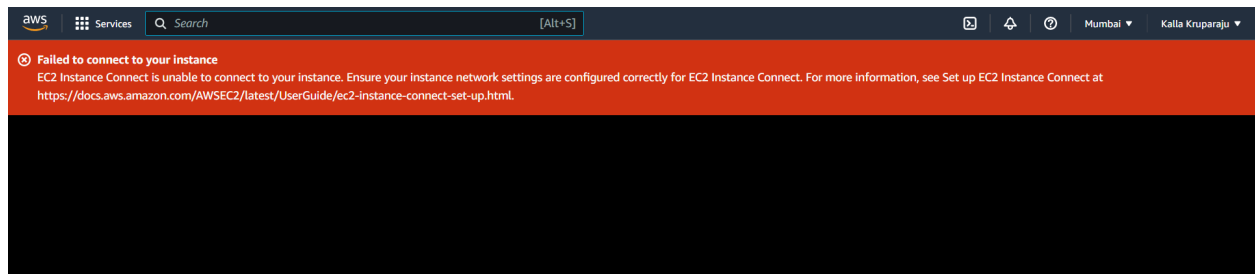 aws Services Search [Alt+S] Mumbai ▼ Kalla Kruparaju ▼
Failed to connect to your instance
EC2 Instance Connect is unable to connect to your instance. Ensure your instance network settings are configured correctly for EC2 Instance Connect. For more information, see Set up EC2 Instance Connect at
https://docs.aws.amazon.com/AWSEC2/latest/UserGuide/ec2-instance-connect-set-up.html.